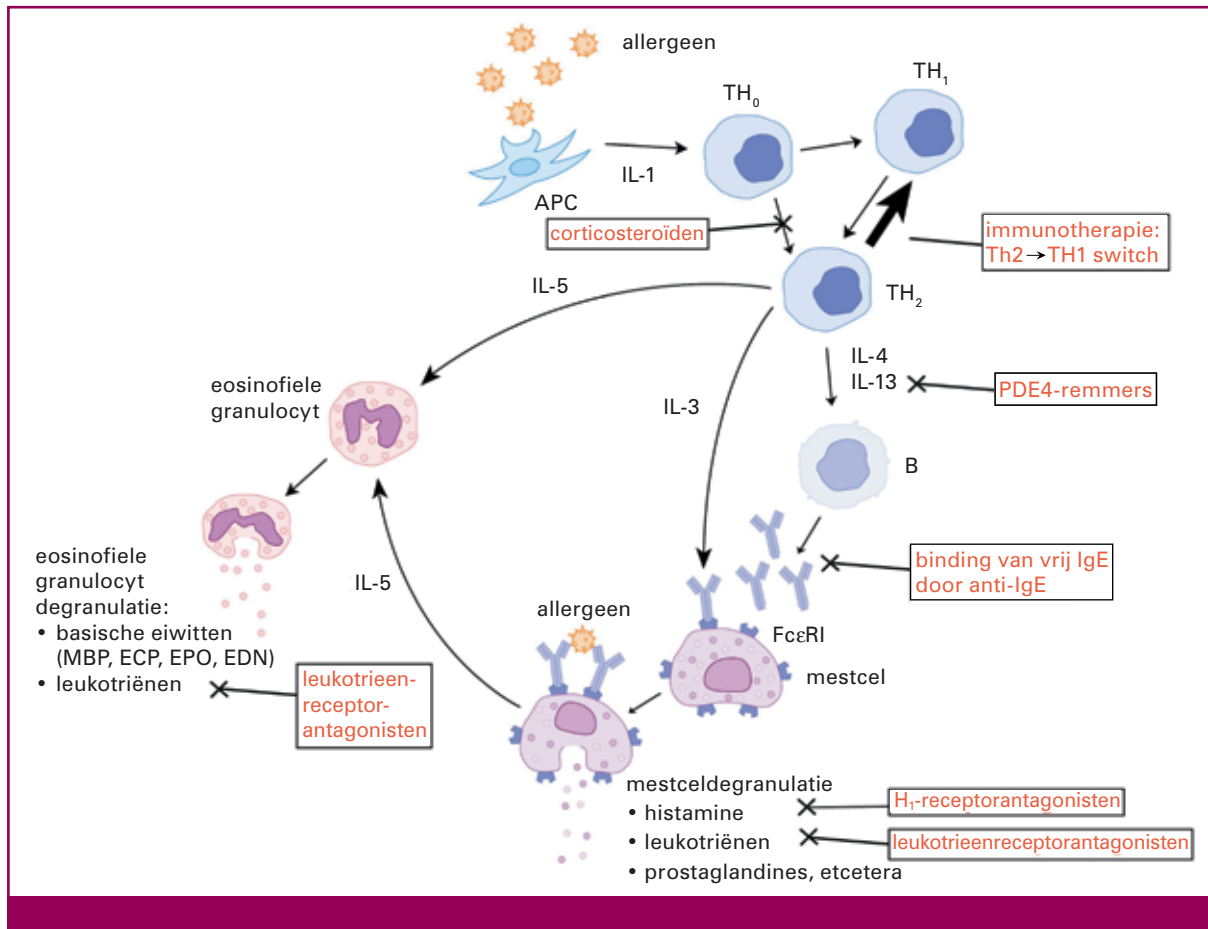 allergeen
TH₁
TH₀
IL-1
APC
corticosteroïden
immunotherapie:
Th2→TH1 switch
TH₂
IL-5
IL-4
IL-13
PDE4-remmers
eosinofiele
granulocyt
IL-3
B
eosinofiele
granulocyt
degranulatie:
• basische eiwitten
(MBP, ECP, EPO, EDN)
• leukotriënen
leukotrieen-
receptor-
antagonisten
IL-5
allergeen
binding van vrij IgE
door anti-IgE
FcεRI
mestcel
mestceldegranulatie
• histamine
• leukotriënen
• prostaglandines, etcetera
H₁-receptorantagonisten
leukotrieenreceptorantagonisten